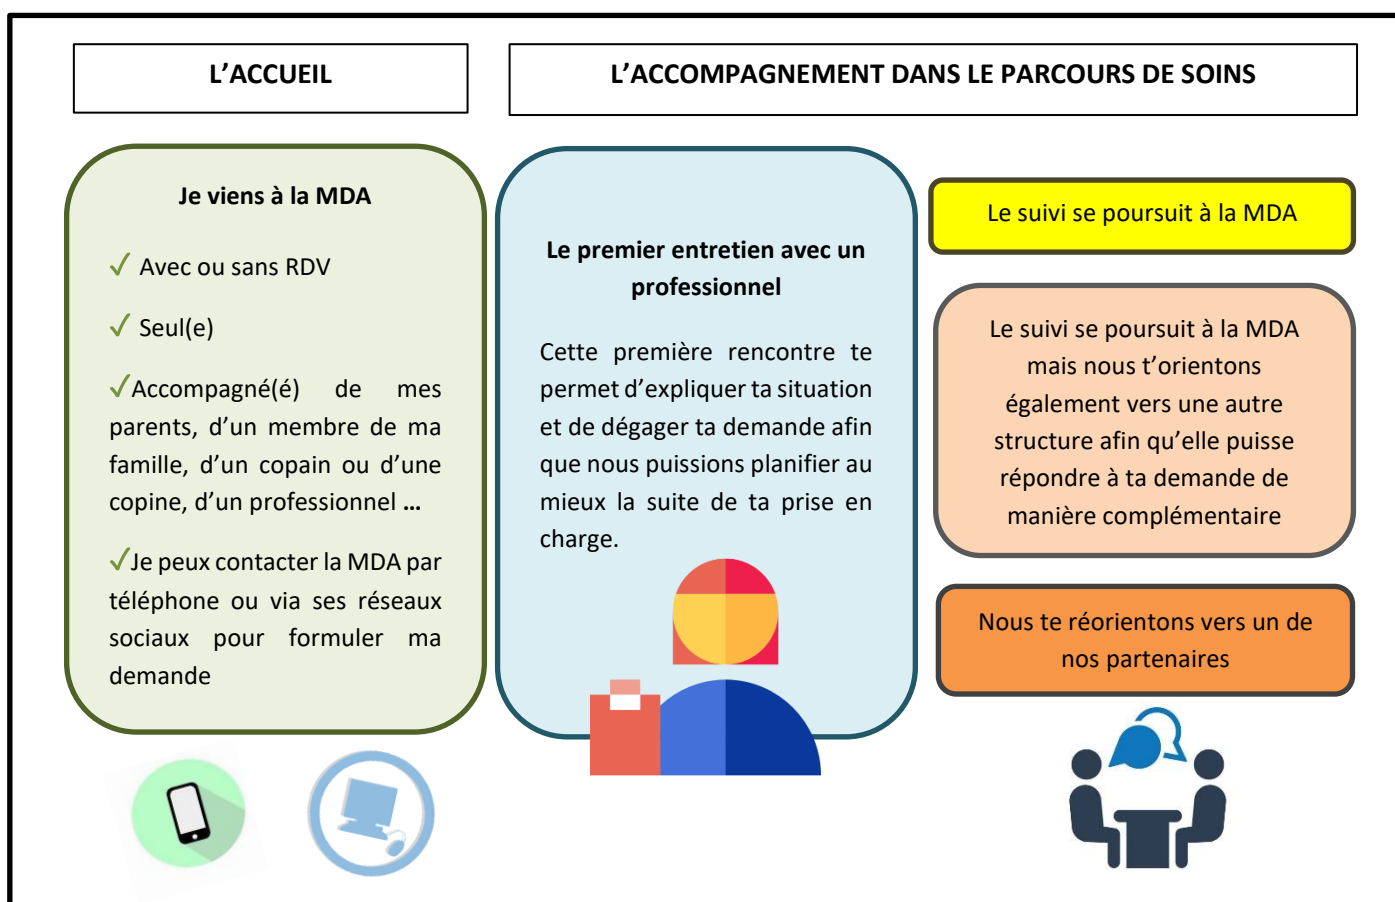 L’ACCUEIL
L’ACCOMPAGNEMENT DANS LE PARCOURS DE SOINS
Je viens à la MDA
✓ Avec ou sans RDV
✓ Seul(e)
✓Accompagné(é) de mes
parents, d’un membre de ma
famille, d’un copain ou d’une
copine, d’un professionnel ...
✓Je peux contacter la MDA par
téléphone ou via ses réseaux
sociaux pour formuler ma
demande
Le premier entretien avec un
professionnel
Cette première rencontre te
permet d’expliquer ta situation
et de dégager ta demande afin
que nous puissions planifier au
mieux la suite de ta prise en
charge.
Le suivi se poursuit à la MDA
Le suivi se poursuit à la MDA
mais nous t’orientons
également vers une autre
structure afin qu’elle puisse
répondre à ta demande de
manière complémentaire
Nous te réorientons vers un de
nos partenaires